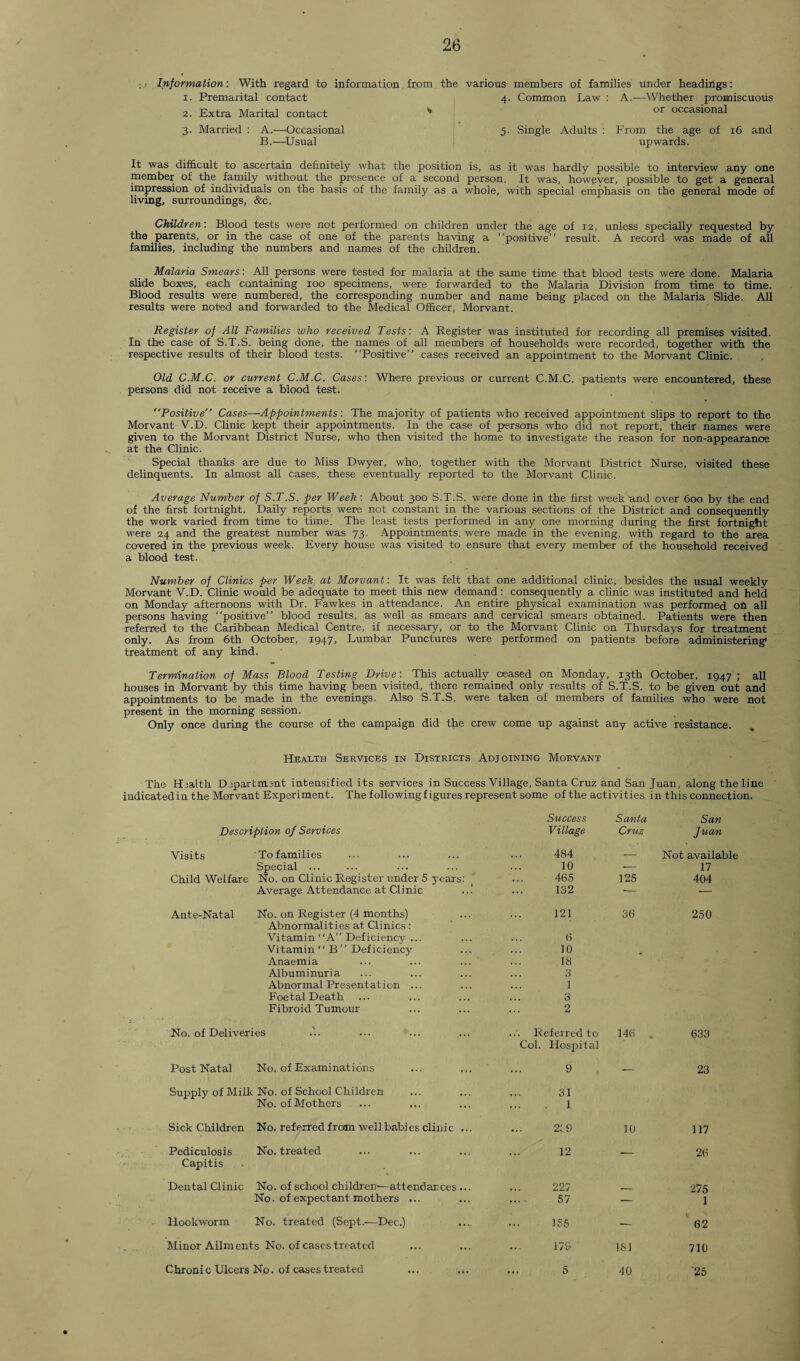 26
Information: With regard to information from the various members of families under headings:
1. Premarital contact
2. Extra Marital contact
3. Married : A.—Occasional
B.—Usual
4. Common Law : A.—Whether promiscuous
or occasional
5. Single Adults : From the age of 16 and
upwards.
It was difficult to ascertain definitely what the position is, as it was hardly possible to interview any one
member of the family without the presence of a second person. It was, however, possible to get a general
impression of individuals on the basis of the family as a whole, with special emphasis on the general mode of
living, surroundings, &c.
Children: Blood tests were not performed on children under the age of 12, unless specially requested by
the parents, or in the case of one of the parents having a "positive" result. A record was made of all
families, including the numbers and names of the children.
Malaria Smears: All persons were tested for malaria at the same time that blood tests were done. Malaria
slide boxes, each containing 100 specimens, were forwarded to the Malaria Division from time to time.
Blood results were numbered, the corresponding number and name being placed on the Malaria Slide. All
results were noted and forwarded to the Medical Officer, Morvant.
Register of All Families who received Tests: A Register was instituted for recording all premises visited.
In the case of S.T.S. being done, the names of all members of households were recorded, together with the
respective results of their blood tests. "Positive" cases received an appointment to the Morvant Clinic.
Old C.M.C. or current C.M.C. Cases: Where previous or current C.M.C. patients were encountered, these
persons did not receive a blood test.
"Positive" Cases—Appointments: The majority of patients who received appointment slips to report to the
Morvant V.D. Clinic kept their appointments. In the case of persons who did not report, their names were
given to the Morvant District Nurse, who then visited the home to investigate the reason for non-appearance
at the Clinic.
Special thanks are due to Miss Dwyer, who, together with the Morvant District Nurse, visited these
delinquents. In almost all cases, these eventually reported to the Morvant Clinic.
Average Number of S.T.S. per Week: About 300 S.T.S. were done in the first week and over 600 by the end
of the first fortnight. Daily reports were not constant in the various sections of the District and consequently
the work varied from time to time. The least tests performed in any one morning during the first fortnight
were 24 and the greatest number was 73. Appointments were made in the evening, with regard to the area
covered in the previous week. Every house was visited to ensure that every member of the household received
a blood test.
Number of Clinics per Week at Morvant: It was felt that one additional clinic, besides the usual weekly
Morvant V.D. Clinic would be adequate to meet this new demand: consequently a clinic was instituted and held
on Monday afternoons with Dr. Fawkes in attendance. An entire physical examination was performed on all
persons having "positive" blood results, as well as smears and cervical smears obtained. Patients were then
referred to the Caribbean Medical Centre, if necessary, or to the Morvant Clinic on Thursdays for treatment
only. As from 6th October, 1947, Lumbar Punctures were performed on patients before administering
treatment of any kind.
Termination of Mass Blood Testing Drive: This actually ceased on Monday, 13th October, 1947 ; all
houses in Morvant by this time having been visited, there remained only results of S.T.S. to be given out and
appointments to be made in the evenings. Also S.T.S. were taken of members of families who were not
present in the morning session.
Only once during the course of the campaign did the crew come up against any active resistance.
Health Services in Districts Adjoining Morvant
The Health Department intensified its services in Success Village, Santa Cruz and San Juan, along the line
indicated in the Morvant Experiment. The following figures represent some of the activities in this connection.
Success Santa San
Description of Services Village Cruz Juan
Visits To families ... ... ... ... 484 — Not available
Special ... ... ... ... ... 10 — 17
Child Welfare No. on Clinic Register under 5 years: ... 465 125 404
Average Attendance at Clinic ... ... 132 — —
Ante-Natal No. on Register (4 months) ... ... 121 36 250
Abnormalities at Clinics:
Vitamin "A" Deficiency ... ... ... 6
Vitamin "B" Deficiency ... ... 10
Anaemia ... ... ... ... 18
Albuminuria ... ... ... ... 3
Abnormal Presentation ... ... ... 1
Foetal Death ... ... ... ... 3
Fibroid Tumour ... ... ... 2
No. of Deliveries ... ... ... ... ... Referred to 146 633
Col. Hospital
Post Natal No. of Examinations ... ... ... 9 — 23
Supply of Milk No. of School Children ... ... ... 31
No. of Mothers ... ... ... ... 1
Sick Children No. referred from well babies clinic ... ... 2 9 10 117
Pediculosis No. treated ... ... ... ... 12 — 26
Capitis
Dental Clinic No. of school children—attendances ... ... 227 — 275
No. of expectant mothers ... ... ... 57 — 1
Hookworm No. treated (Sept.—Dec.) ... ... 155 — 62
Minor Ailments No. of cases treated ... ... ... 179 181 710
Chronic Ulcers No. of cases treated ... ... ... 5 40 25